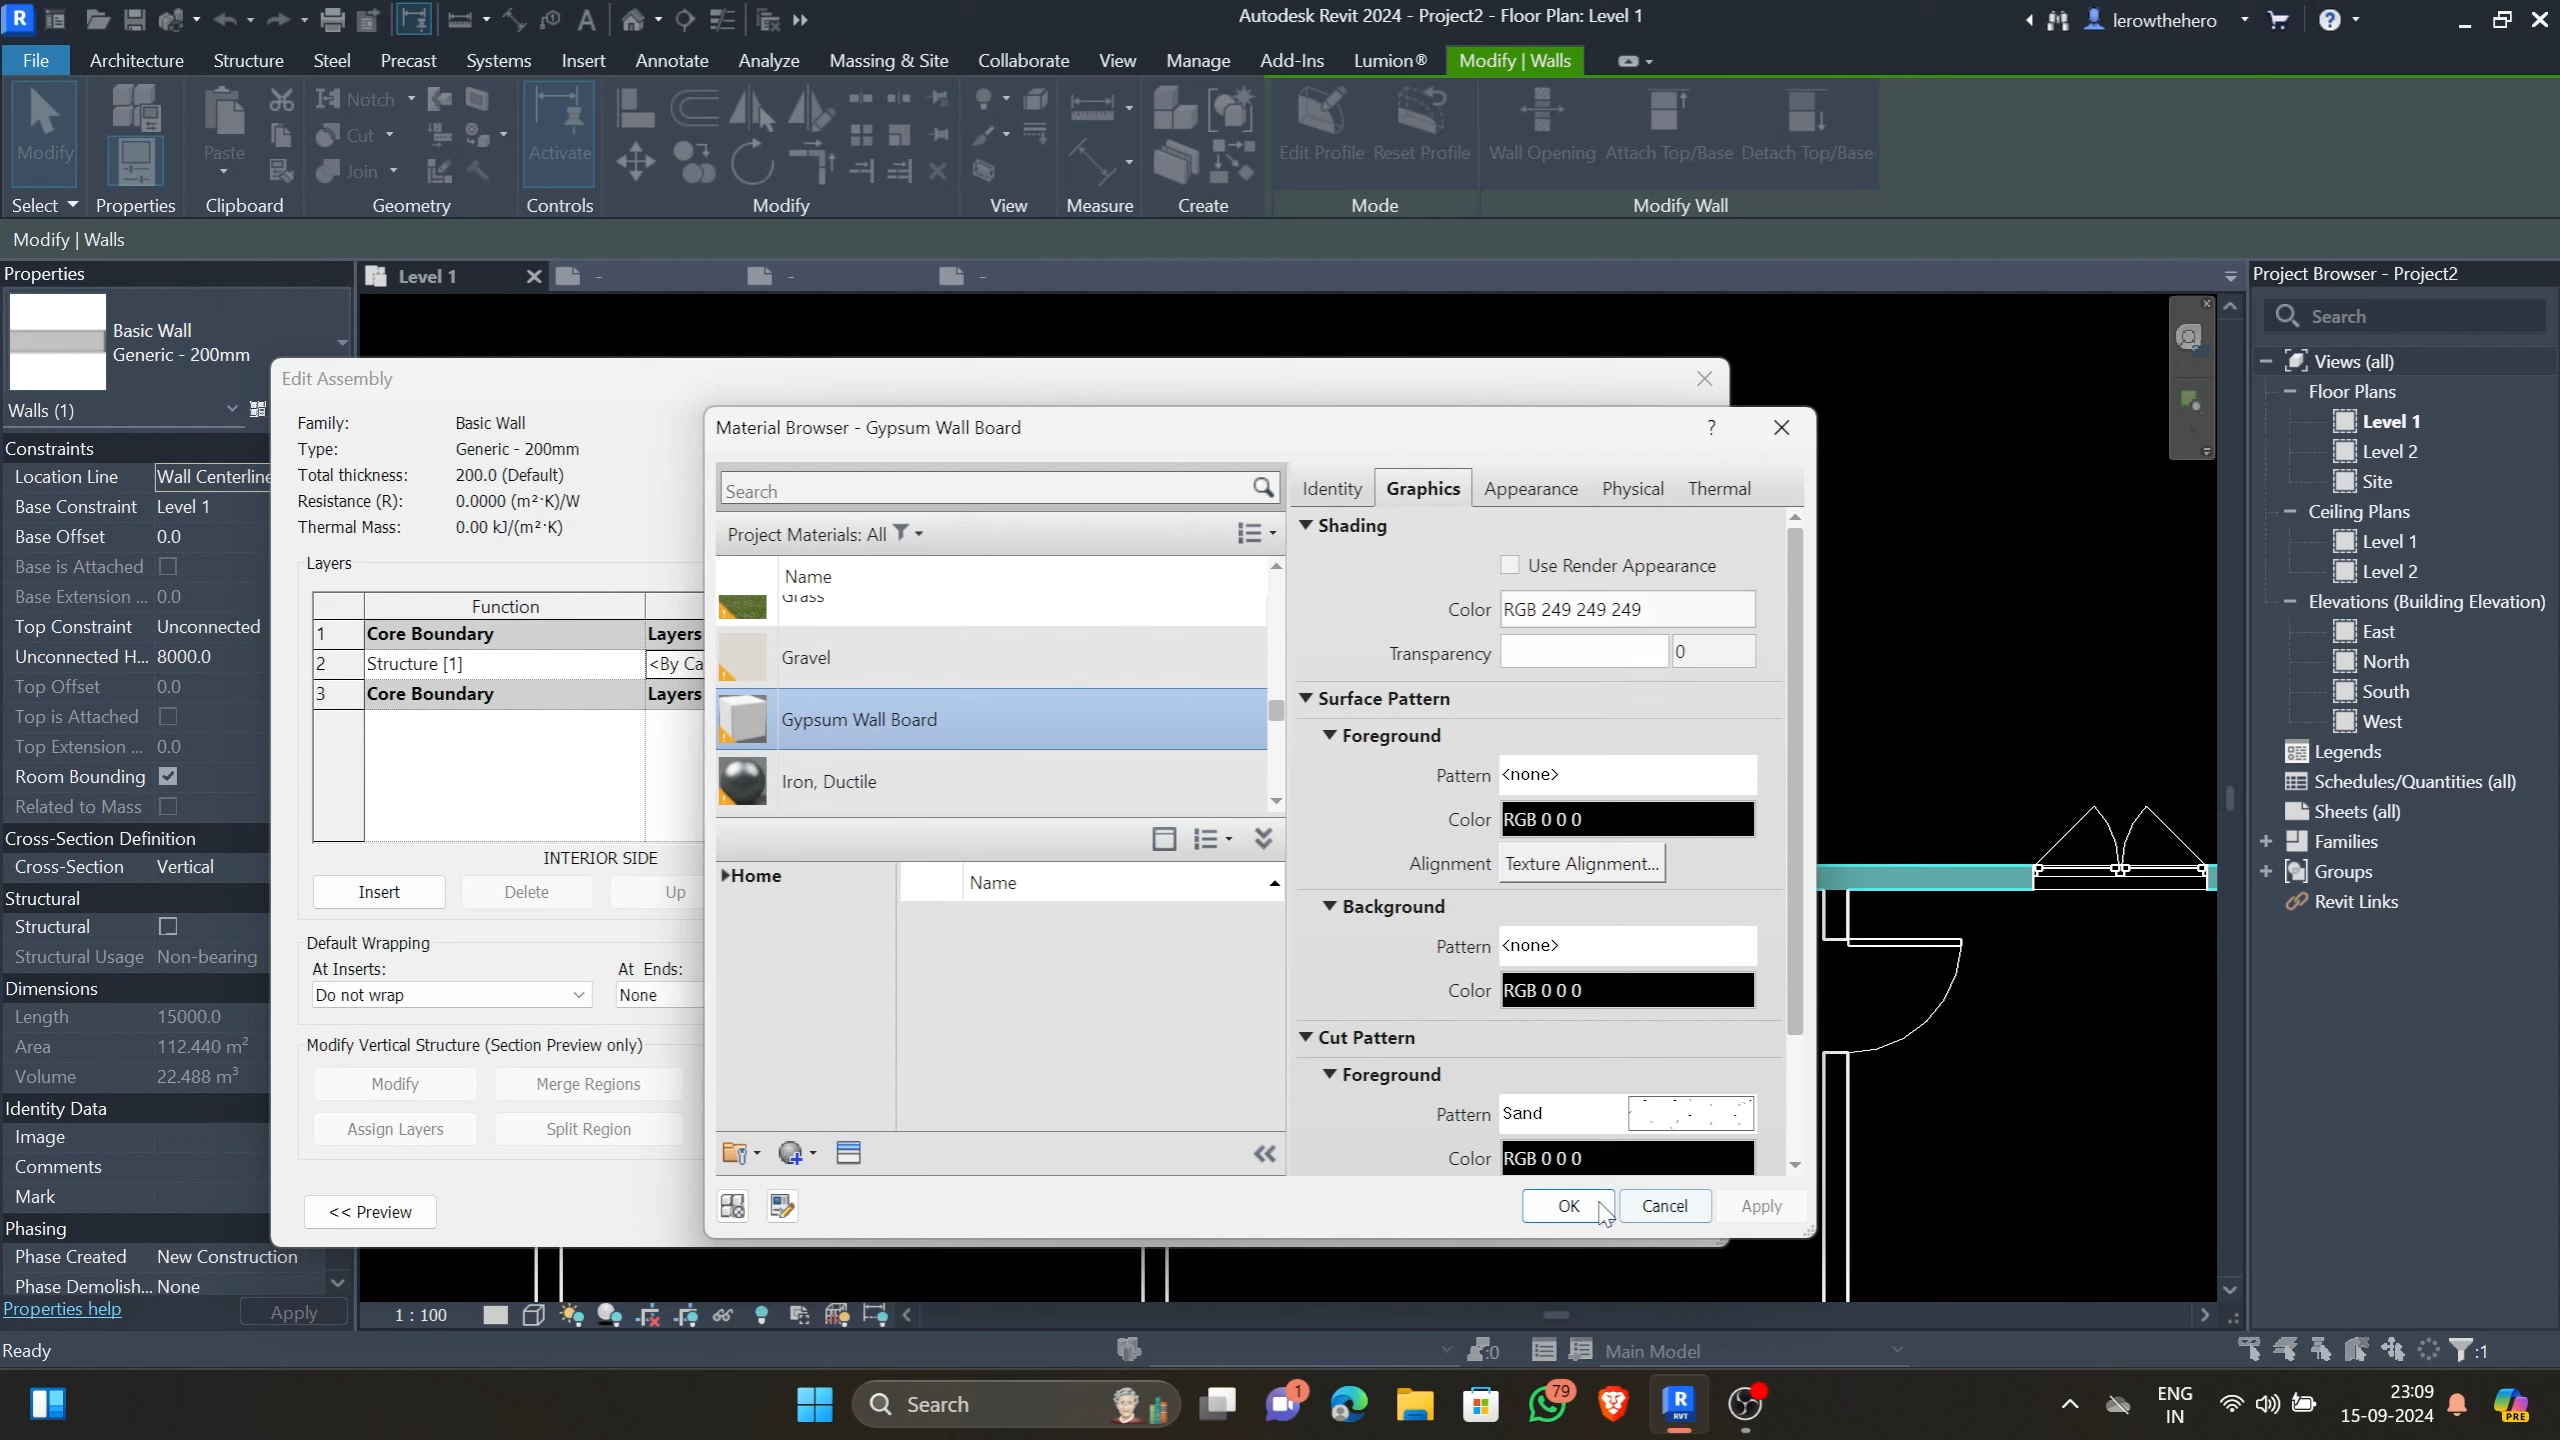 R
Autodesk Revit 2024 - Project2 - Floor Plan: Level 1
lerowthehero
File Architecture Structure Steel Precast Systems Insert Annotate Analyze Massing & Site Collaborate View Manage Add-Ins Lumion® Modify | Walls
Modify
Paste
Notch
Cut
Join
Activate
Edit Profile Reset Profile
Wall Opening Attach Top/Base Detach Top/Base
Select Properties Clipboard Geometry Controls Modify View Measure Create Mode Modify Wall
Modify | Walls
Properties
Basic Wall
Generic - 200mm
Walls (1)
Constraints
Location Line Wall Centerline
Base Constraint Level 1
Base Offset 0.0
Base is Attached
Base Extension ... 0.0
Top Constraint Unconnected
Unconnected H... 8000.0
Top Offset 0.0
Top is Attached
Top Extension ... 0.0
Room Bounding
Related to Mass
Cross-Section Definition
Cross-Section Vertical
Structural
Structural
Structural Usage Non-bearing
Dimensions
Length 15000.0
Area 112.440 m²
Volume 22.488 m³
Identity Data
Image
Comments
Mark
Phasing
Phase Created New Construction
Phase Demolish... None
Properties help Apply
Level 1 - - -
Edit Assembly
Family: Basic Wall
Type: Generic - 200mm
Total thickness: 200.0 (Default)
Resistance (R): 0.0000 (m²·K)/W
Thermal Mass: 0.00 kJ/(m²·K)
Layers
Function
1 Core Boundary Layers
2 Structure [1] <By Ca
3 Core Boundary Layers
INTERIOR SIDE
Insert Delete Up
Default Wrapping
At Inserts: At Ends:
Do not wrap None
Modify Vertical Structure (Section Preview only)
Modify Merge Regions
Assign Layers Split Region
<< Preview
Material Browser - Gypsum Wall Board
?
Search
Project Materials: All
Name
Grass
Gravel
Gypsum Wall Board
Iron, Ductile
Home
Name
Identity Graphics Appearance Physical Thermal
Shading
Use Render Appearance
Color RGB 249 249 249
Transparency 0
Surface Pattern
Foreground
Pattern <none>
Color RGB 0 0 0
Alignment Texture Alignment...
Background
Pattern <none>
Color RGB 0 0 0
Cut Pattern
Foreground
Pattern Sand
Color RGB 0 0 0
OK Cancel Apply
Project Browser - Project2
Search
Views (all)
Floor Plans
Level 1
Level 2
Site
Ceiling Plans
Level 1
Level 2
Elevations (Building Elevation)
East
North
South
West
Legends
Schedules/Quantities (all)
Sheets (all)
Families
Groups
Revit Links
1 : 100
Ready
:0
Main Model
:1
Search
1
79
R
RVT
ENG
IN
23:09
15-09-2024
PRE